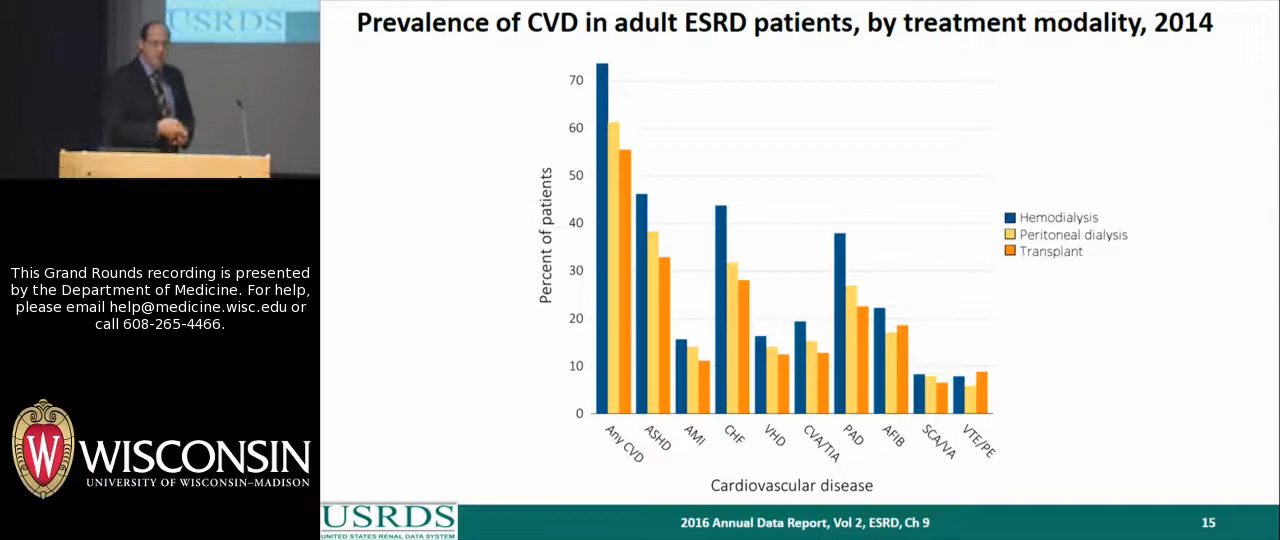 USRDS
Prevalence of CVD in adult ESRD patients, by treatment modality, 2014
70
60
50
40
30
20
10
0
Percent of patients
Any CVD
ASHD
AMI
CHF
VHD
CVA/TIA
PAD
AFIB
SCA/VA
VTE/PE
Cardiovascular disease
Hemodialysis
Peritoneal dialysis
Transplant
This Grand Rounds recording is presented
by the Department of Medicine. For help,
please email help@medicine.wisc.edu or
call 608-265-4466.
W
WISCONSIN
UNIVERSITY OF WISCONSIN–MADISON
USRDS
UNITED STATES RENAL DATA SYSTEM
2016 Annual Data Report, Vol 2, ESRD, Ch 9
15